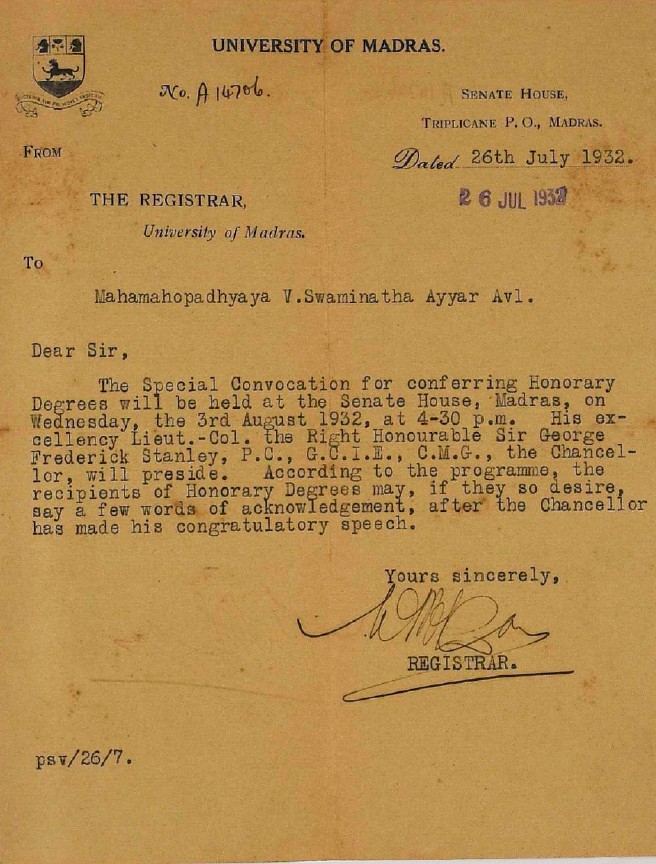 UNIVERSITY OF MADRAS.
No. A 14706.
SENATE HOUSE,
TRIPLICANE P. O., MADRAS.
FROM
Dated 26th July 1932.
26 JUL 1932
THE REGISTRAR,
University of Madras.
To
Mahamahopadhyaya V.Swaminatha Ayyar Avl.
Dear Sir,
The Special Convocation for conferring Honorary
Degrees will be held at the Senate House, Madras, on
Wednesday, the 3rd August 1932, at 4-30 p.m. His ex-
cellency Lieut.-Col. the Right Honourable Sir George
Frederick Stanley, P.C., G.C.I.E., C.M.G., the Chancel-
lor, will preside. According to the programme, the
recipients of Honorary Degrees may, if they so desire,
say a few words of acknowledgement, after the Chancellor
has made his congratulatory speech.
Yours sincerely,
REGISTRAR.
psv/26/7.